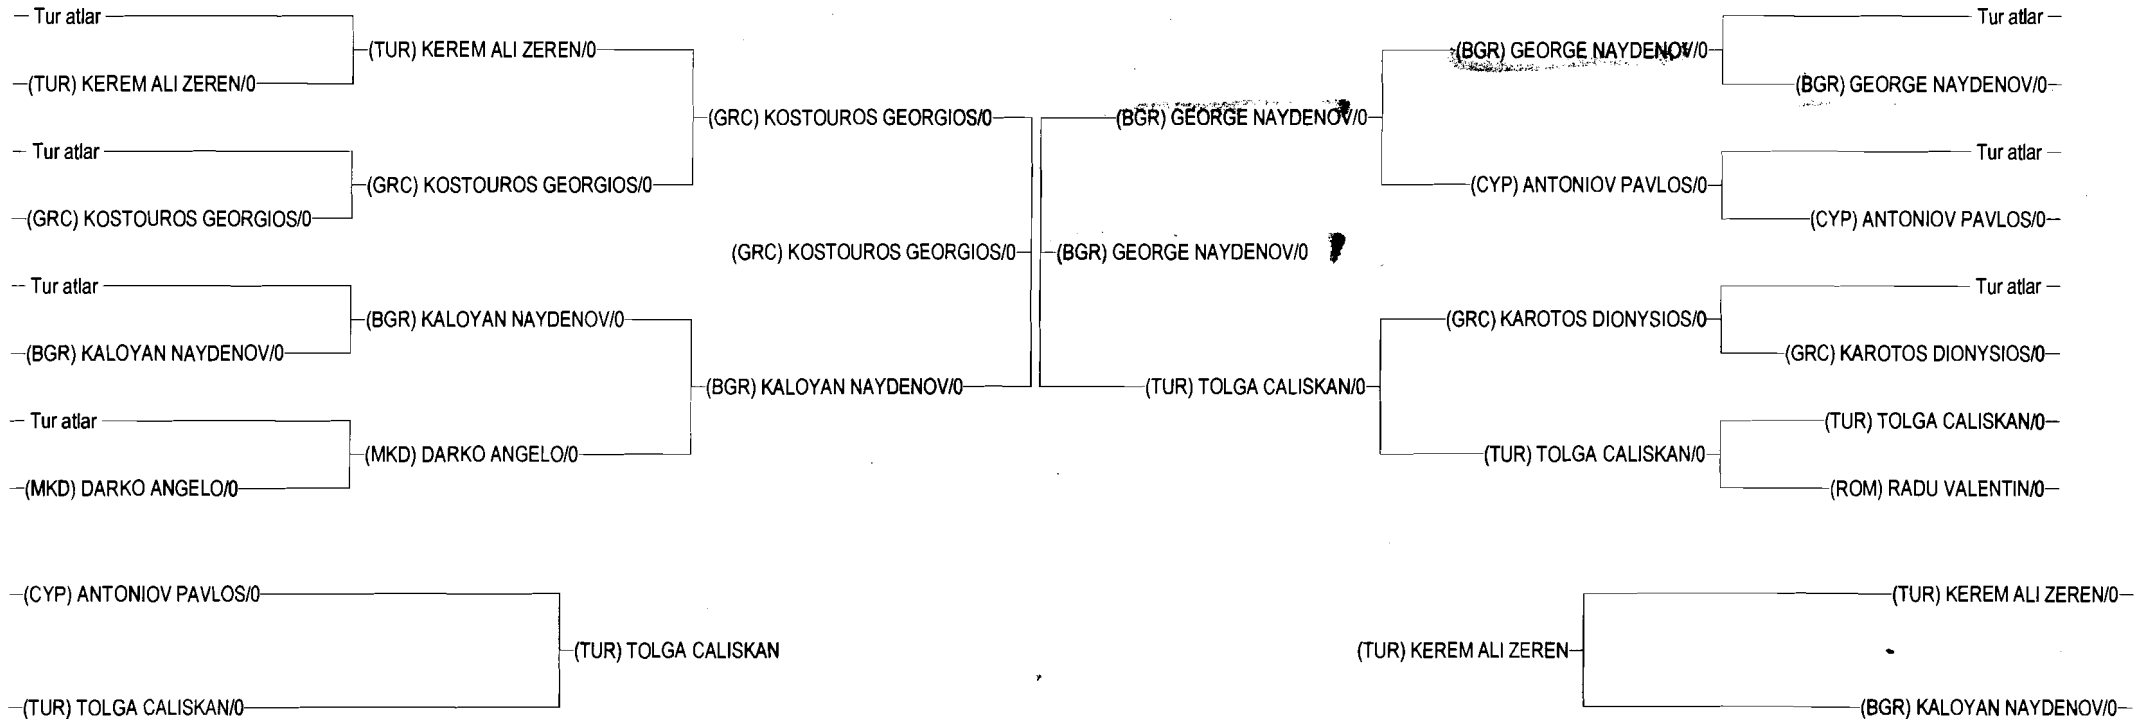 Tur atlar
Tur atlar
(TUR) KEREM ALI ZEREN/0
(BGR) GEORGE NAYDENOV/0
(TUR) KEREM ALI ZEREN/0
(BGR) GEORGE NAYDENOV/0
(GRC) KOSTOUROS GEORGIOS/0
(BGR) GEORGE NAYDENOV/0
Tur atlar
Tur atlar
(GRC) KOSTOUROS GEORGIOS/0
(CYP) ANTONIOV PAVLOS/0
(GRC) KOSTOUROS GEORGIOS/0
(CYP) ANTONIOV PAVLOS/0
(GRC) KOSTOUROS GEORGIOS/0
(BGR) GEORGE NAYDENOV/0
Tur atlar
Tur atlar
(BGR) KALOYAN NAYDENOV/0
(GRC) KAROTOS DIONYSIOS/0
(BGR) KALOYAN NAYDENOV/0
(GRC) KAROTOS DIONYSIOS/0
(BGR) KALOYAN NAYDENOV/0
(TUR) TOLGA CALISKAN/0
Tur atlar
(TUR) TOLGA CALISKAN/0
(MKD) DARKO ANGELO/0
(TUR) TOLGA CALISKAN/0
(MKD) DARKO ANGELO/0
(ROM) RADU VALENTIN/0
(CYP) ANTONIOV PAVLOS/0
(TUR) KEREM ALI ZEREN/0
(TUR) TOLGA CALISKAN
(TUR) KEREM ALI ZEREN
(TUR) TOLGA CALISKAN/0
(BGR) KALOYAN NAYDENOV/0